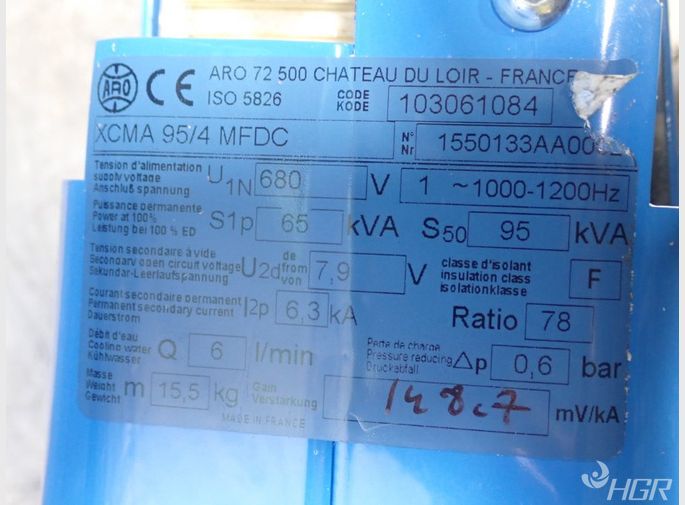 ARO CE ARO 72 500 CHATEAU DU LOIR - FRANCE
ISO 5826 CODE KODE 103061084
XCMA 95/4 MFDC N° Nr
Tension d'alimentation
supply voltage U1N 680 V 1 ~1000-1200Hz
Anschluß spannung
Puissance permanente
Power at 100% S1p 65 kVA S50 95 kVA
Leistung bei 100 % ED
Tension secondaire à vide de
Secondary open circuit voltage U2d from 7,9 V
Sekundar-Leerlaufspannung von
classe d'isolant
insulation class F
isolationklasse
Courant secondaire permanent
Permanent secondary current I2p 6,3 kA Ratio 78
Dauerstrom
Débit d'eau
Cooling water Q 6 l/min
Kühlwasser
Perte de charge
Pressure reducing Δp 0,6 bar
Druckabfall
Masse
Weight m 15,5 kg
Gewicht
Gain
Verstärkung 148.7 mV/kA
MADE IN FRANCE
HGR